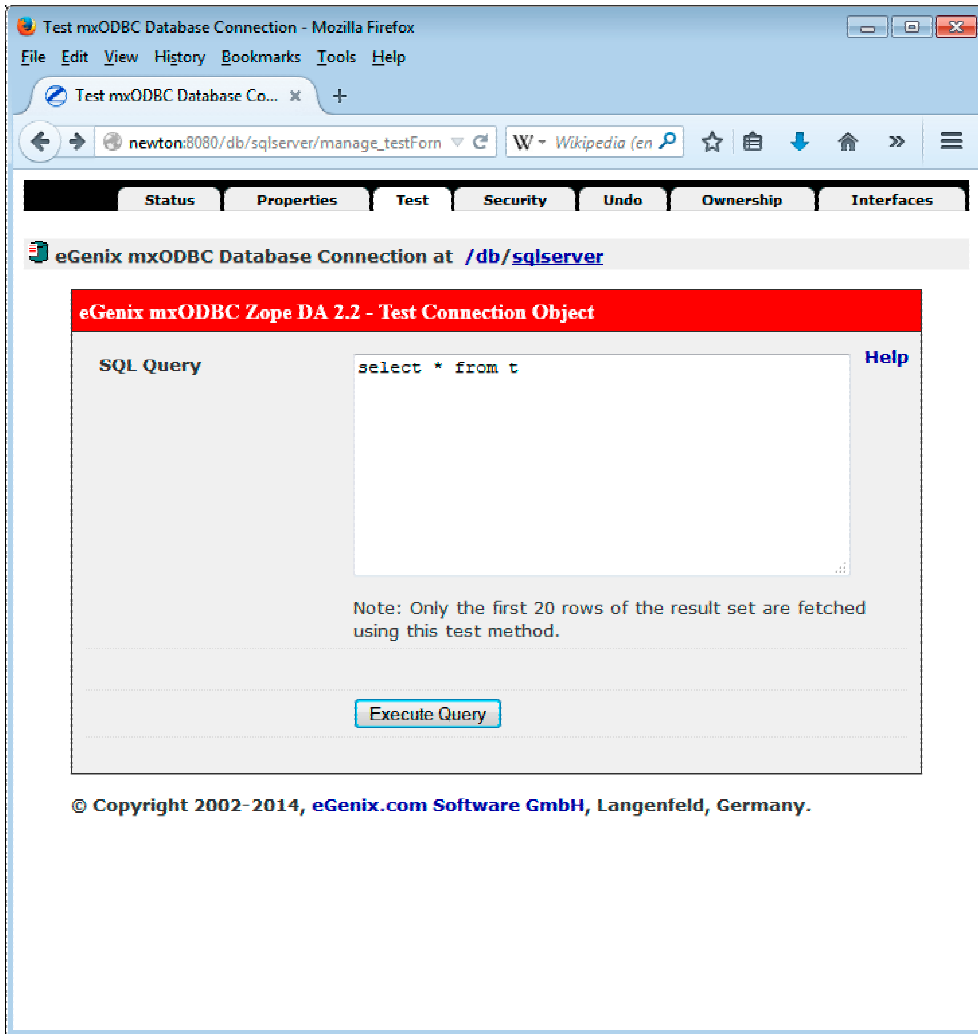 Test mxODBC Database Connection - Mozilla Firefox
File Edit View History Bookmarks Tools Help
Test mxODBC Database Co... × +
newton:8080/db/sqlserver/manage_testForn W Wikipedia (en
Status Properties Test Security Undo Ownership Interfaces
eGenix mxODBC Database Connection at /db/sqlserver
eGenix mxODBC Zope DA 2.2 - Test Connection Object
SQL Query
select * from t
Help
Note: Only the first 20 rows of the result set are fetched
using this test method.
Execute Query
© Copyright 2002-2014, eGenix.com Software GmbH, Langenfeld, Germany.